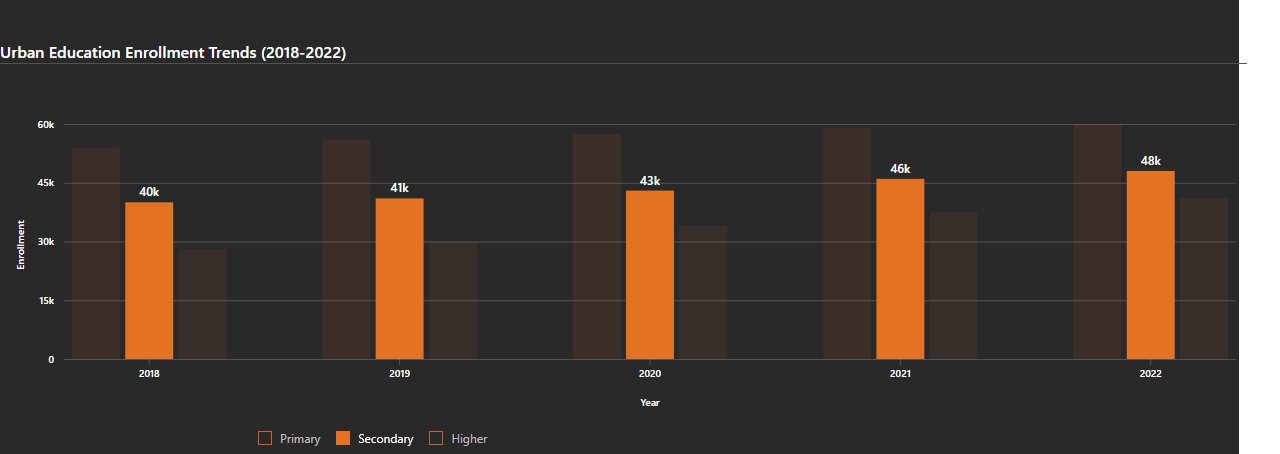 Urban Education Enrollment Trends (2018-2022)
60k
45k
30k
15k
0
Enrollment
40k
41k
43k
46k
48k
2018
2019
2020
2021
2022
Year
Primary
Secondary
Higher